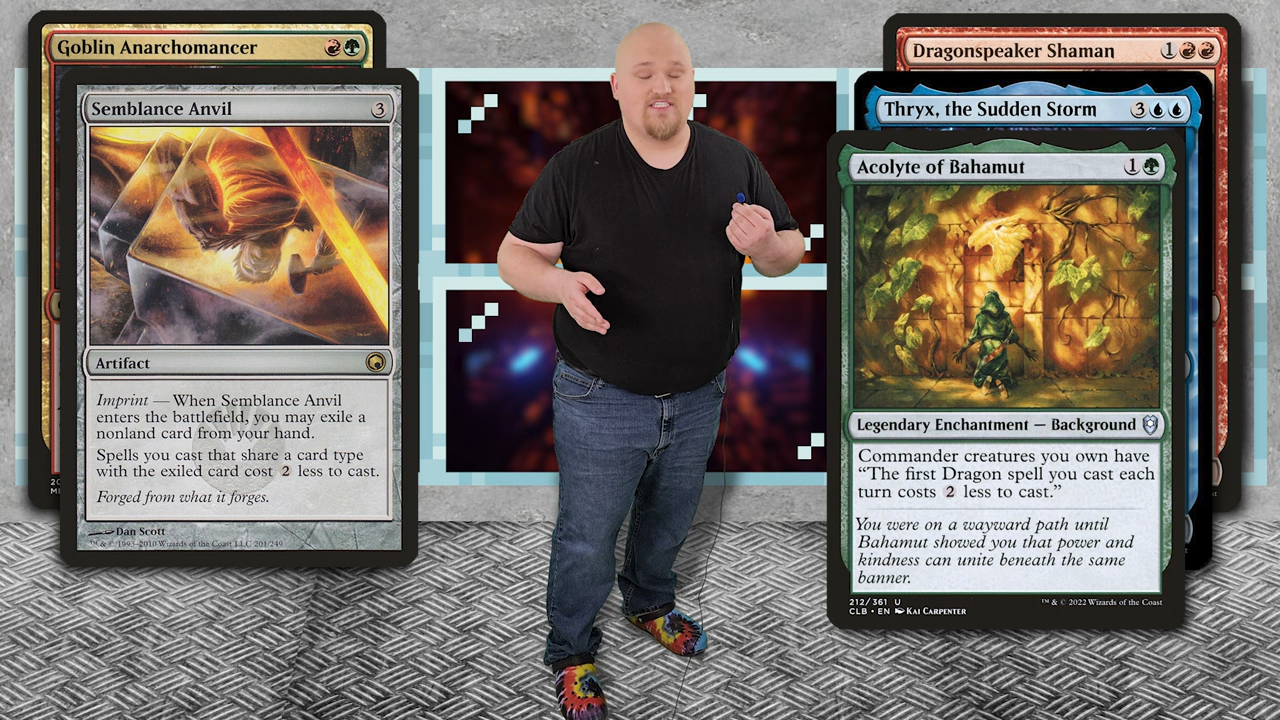 Goblin Anarchomancer
Semblance Anvil 3
Artifact
Imprint — When Semblance Anvil
enters the battlefield, you may exile a
nonland card from your hand.
Spells you cast that share a card type
with the exiled card cost 2 less to cast.
Forged from what it forges.
Dan Scott
™ & © 1993–2010 Wizards of the Coast LLC 201/249
Dragonspeaker Shaman 1
Thryx, the Sudden Storm 3
Acolyte of Bahamut 1
Legendary Enchantment — Background
Commander creatures you own have
“The first Dragon spell you cast each
turn costs 2 less to cast.”
You were on a wayward path until
Bahamut showed you that power and
kindness can unite beneath the same
banner.
212/361 U
CLB • EN Kai Carpenter
™ & © 2022 Wizards of the Coast